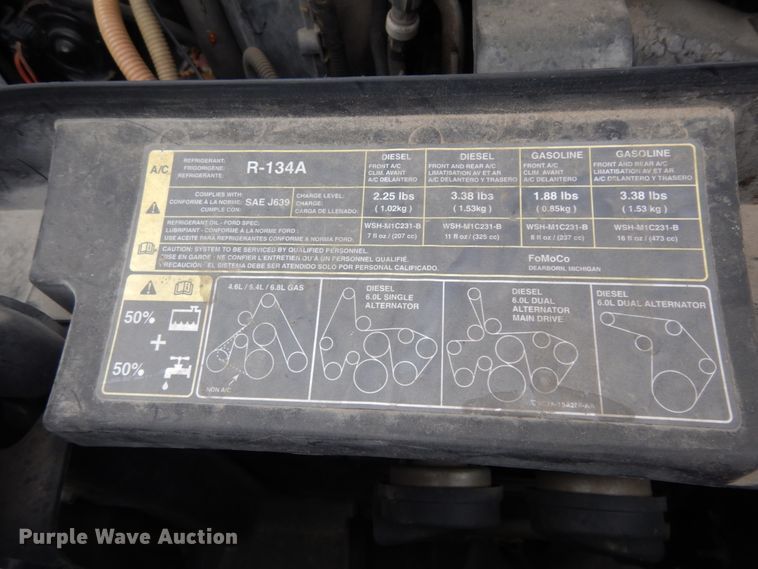 A/C
REFRIGERANT:
FRIGORIGÈNE:
REFRIGERANTE:
R-134A
DIESEL
FRONT A/C
CLIM. AVANT
A/C DELANTERO
DIESEL
FRONT AND REAR A/C
LIMATISATION AV ET AR
A/C DELANTERO Y TRASERO
GASOLINE
FRONT A/C
CLIM. AVANT
A/C DELANTERO
GASOLINE
FRONT AND REAR A/C
LIMATISATION AV ET AR
A/C DELANTERO Y TRASERO
COMPLIES WITH:
CONFORME À LA NORME:
CUMPLE CON:
SAE J639
CHARGE LEVEL:
CHARGE:
CARGA DE LLENADO:
2.25 lbs
(1.02kg)
3.38 lbs
(1.53kg)
1.88 lbs
(0.85kg)
3.38 lbs
(1.53 kg)
REFRIGERANT OIL - FORD SPEC:
LUBRIFIANT - CONFORME À LA NORME FORD:
USE ACEITE PARA REFRIGERANTES CONFORME À NORMA FORD:
WSH-M1C231-B
7 fl oz / (207 cc)
WSH-M1C231-B
11 fl oz / (325 cc)
WSH-M1C231-B
8 fl oz / (237 cc)
WSH-M1C231-B
16 fl oz / (473 cc)
CAUTION: SYSTEM TO BE SERVICED BY QUALIFIED PERSONNEL.
MISE EN GARDE - NE CONFIER L'ENTRETIEN QU'À UN PERSONNEL QUALIFIÉ.
PRECAUCIÓN: EL SISTEMA DEBE SER ATENDIDO SOLO POR PERSONAL CALIFICADO.
FoMoCo
DEARBORN, MICHIGAN
50%
+
50%
4.6L / 5.4L / 6.8L GAS
NON A/C
DIESEL
6.0L SINGLE
ALTERNATOR
DIESEL
6.0L DUAL
ALTERNATOR
MAIN DRIVE
DIESEL
6.0L DUAL ALTERNATOR
Purple Wave Auction